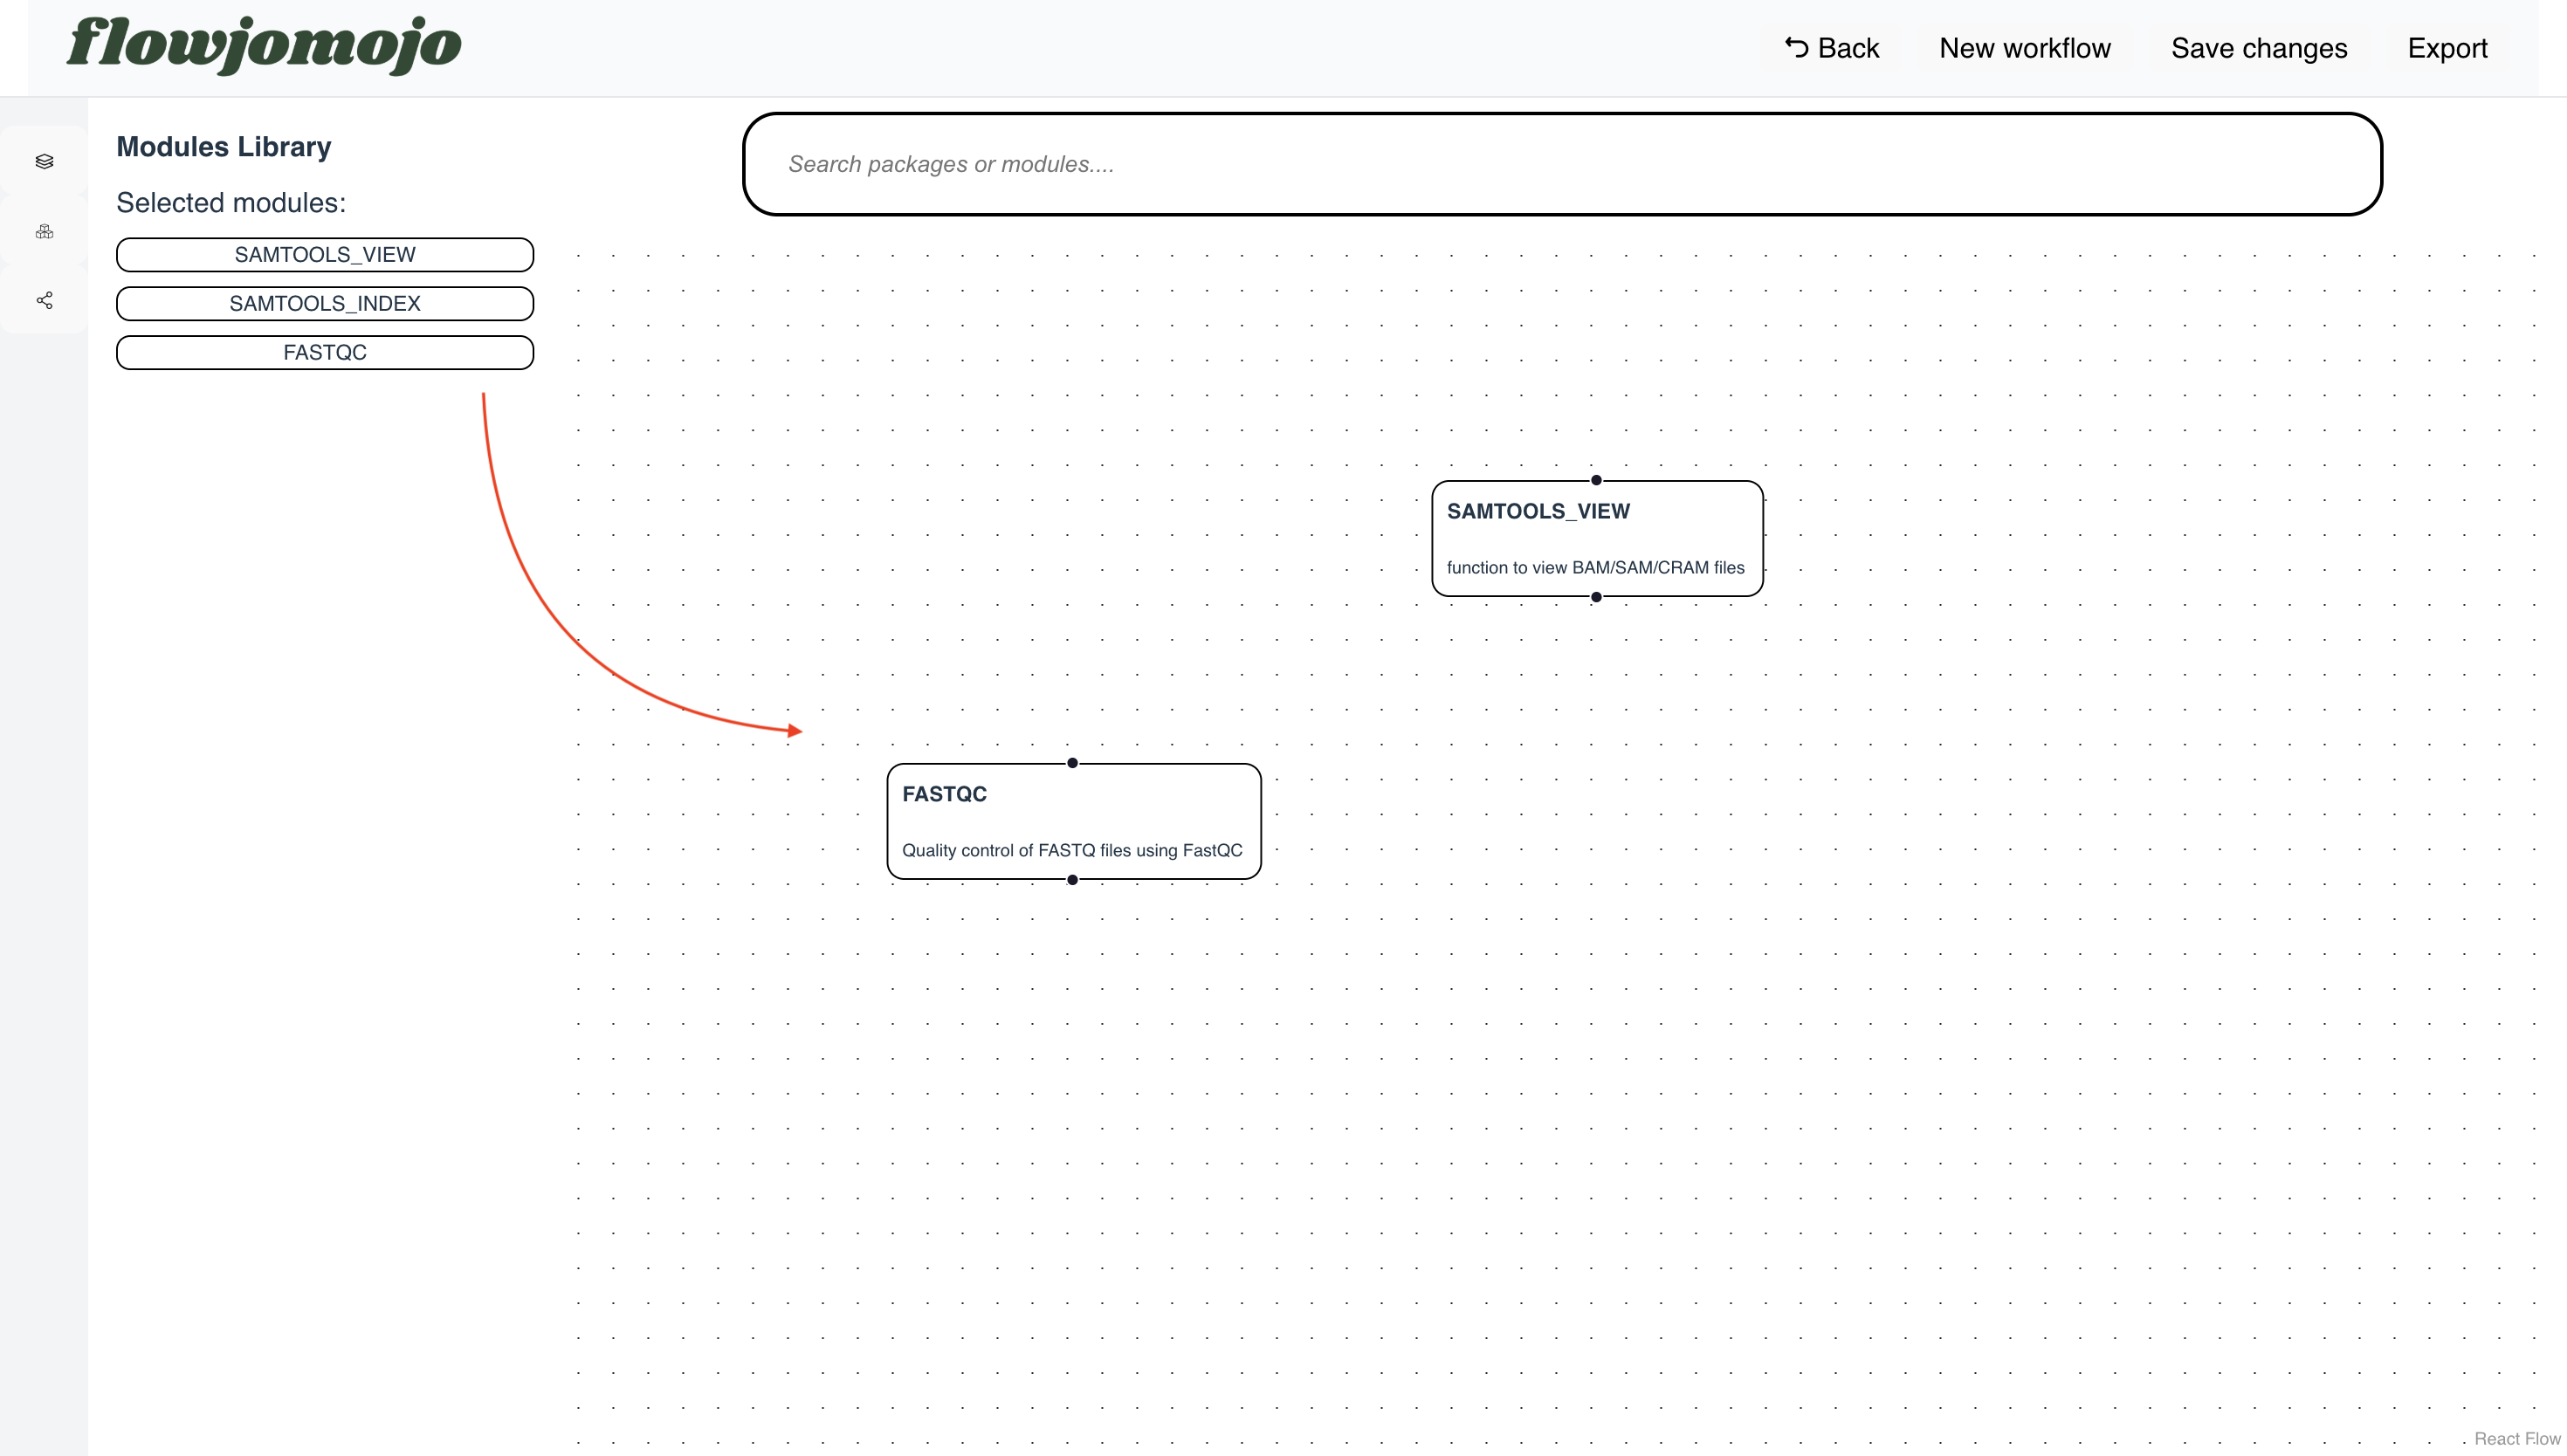 flowjomojo
Back New workflow Save changes Export
Modules Library
Search packages or modules....
Selected modules:
SAMTOOLS_VIEW
SAMTOOLS_INDEX
FASTQC
SAMTOOLS_VIEW
function to view BAM/SAM/CRAM files
FASTQC
Quality control of FASTQ files using FastQC
React Flow